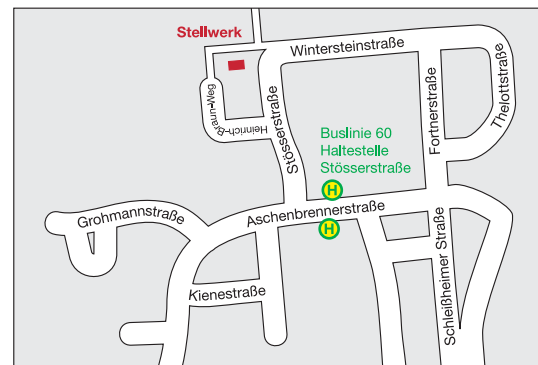 Stellwerk
Wintersteinstraße
Thelottstraße
Fortnerstraße
Heinrich-Braun-Weg
Stösserstraße
Buslinie 60
Haltestelle
Stösserstraße
H
Aschenbrennerstraße
H
Grohmannstraße
Schleißheimer Straße
Kienestraße